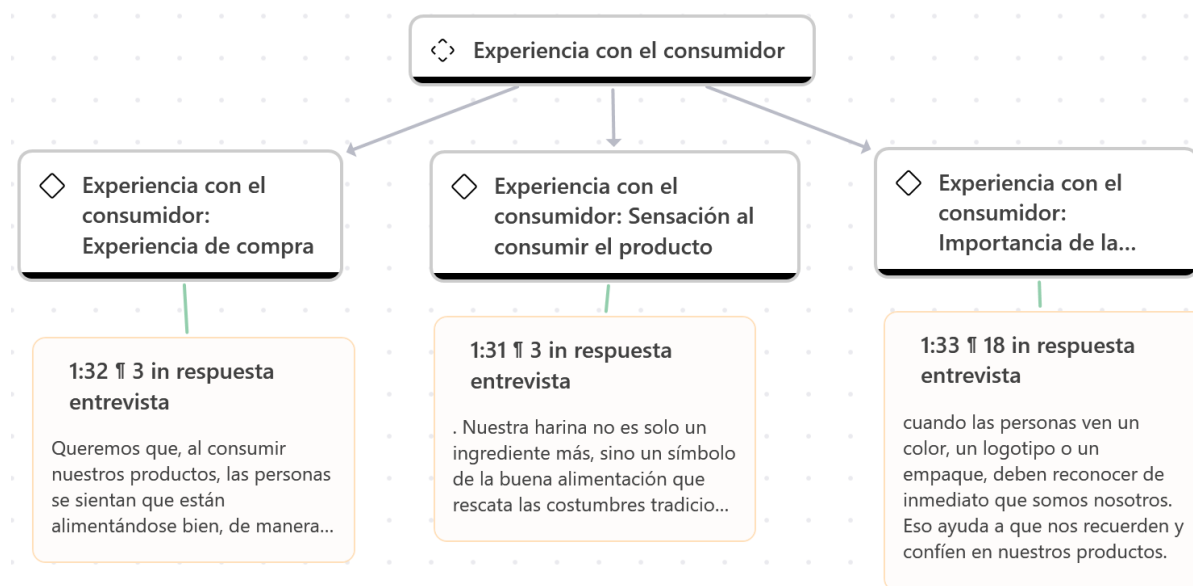 Experiencia con el consumidor
Experiencia con el
consumidor:
Experiencia de compra
Experiencia con el
consumidor: Sensación al
consumir el producto
Experiencia con el
consumidor:
Importancia de la...
1:32 ¶ 3 in respuesta
entrevista
Queremos que, al consumir
nuestros productos, las personas
se sientan que están
alimentándose bien, de manera...
1:31 ¶ 3 in respuesta
entrevista
. Nuestra harina no es solo un
ingrediente más, sino un símbolo
de la buena alimentación que
rescata las costumbres tradicio...
1:33 ¶ 18 in respuesta
entrevista
cuando las personas ven un
color, un logotipo o un
empaque, deben reconocer de
inmediato que somos nosotros.
Eso ayuda a que nos recuerden y
confíen en nuestros productos.